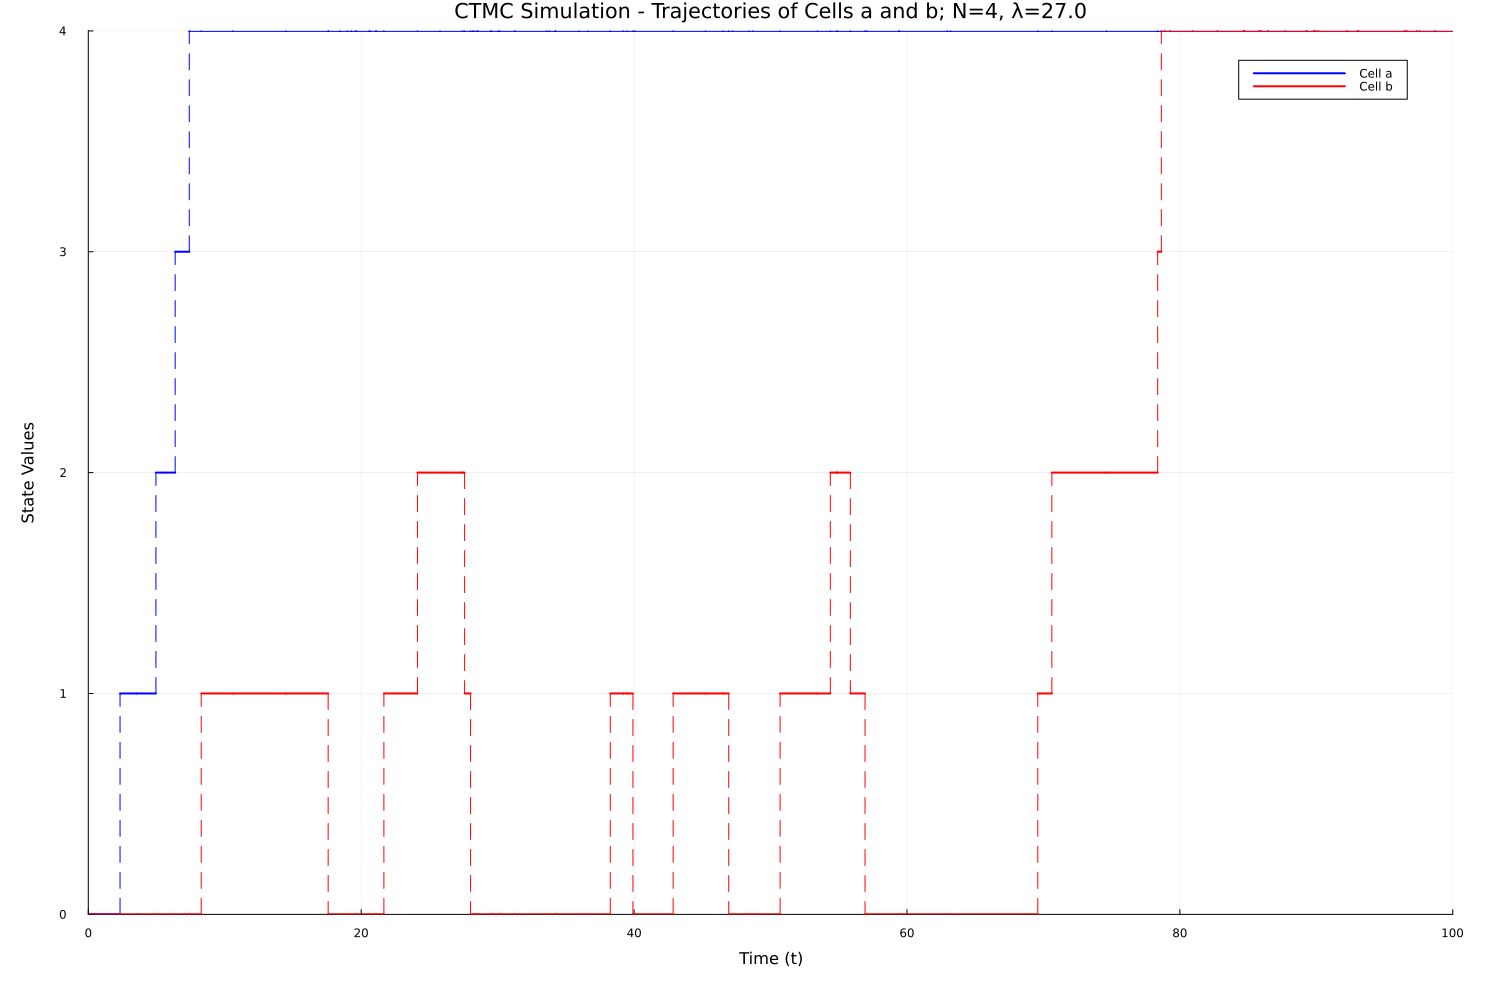 CTMC Simulation - Trajectories of Cells a and b; N=4, λ=27.0
4
Cell a
Cell b
3
State Values
2
1
0
0 20 40 60 80 100
Time (t)